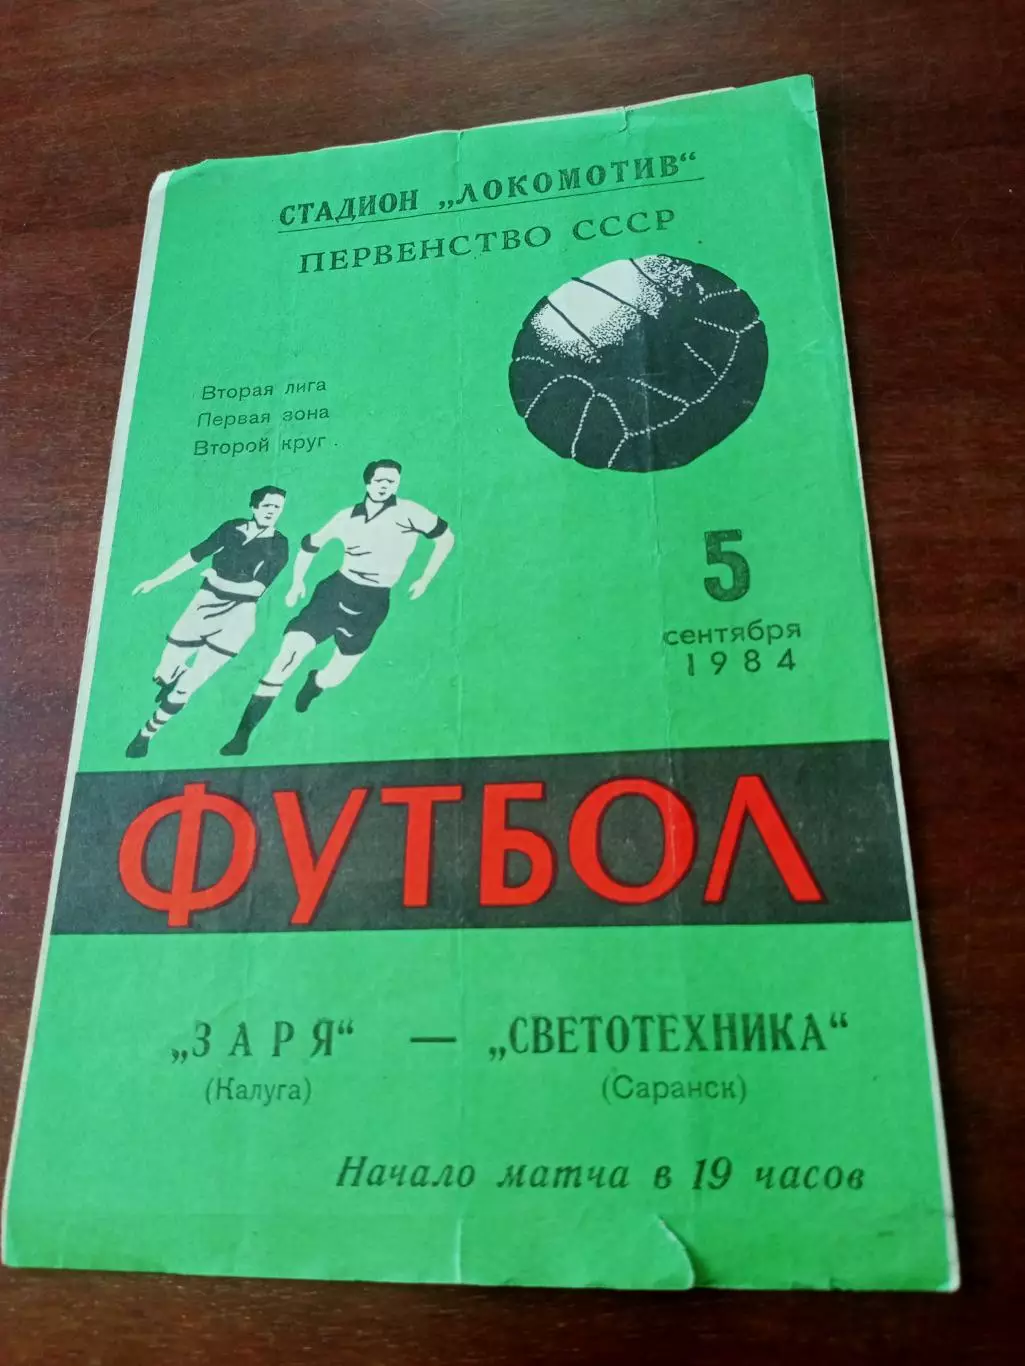 СТАДИОН „ЛОКОМОТИВ“
ПЕРВЕНСТВО СССР
Вторая лига
Первая зона
Второй круг.
5
сентября
1984
ФУТБОЛ
„ЗАРЯ“ — „СВЕТОТЕХНИКА“
(Калуга) (Саранск)
Начало матча в 19 часов